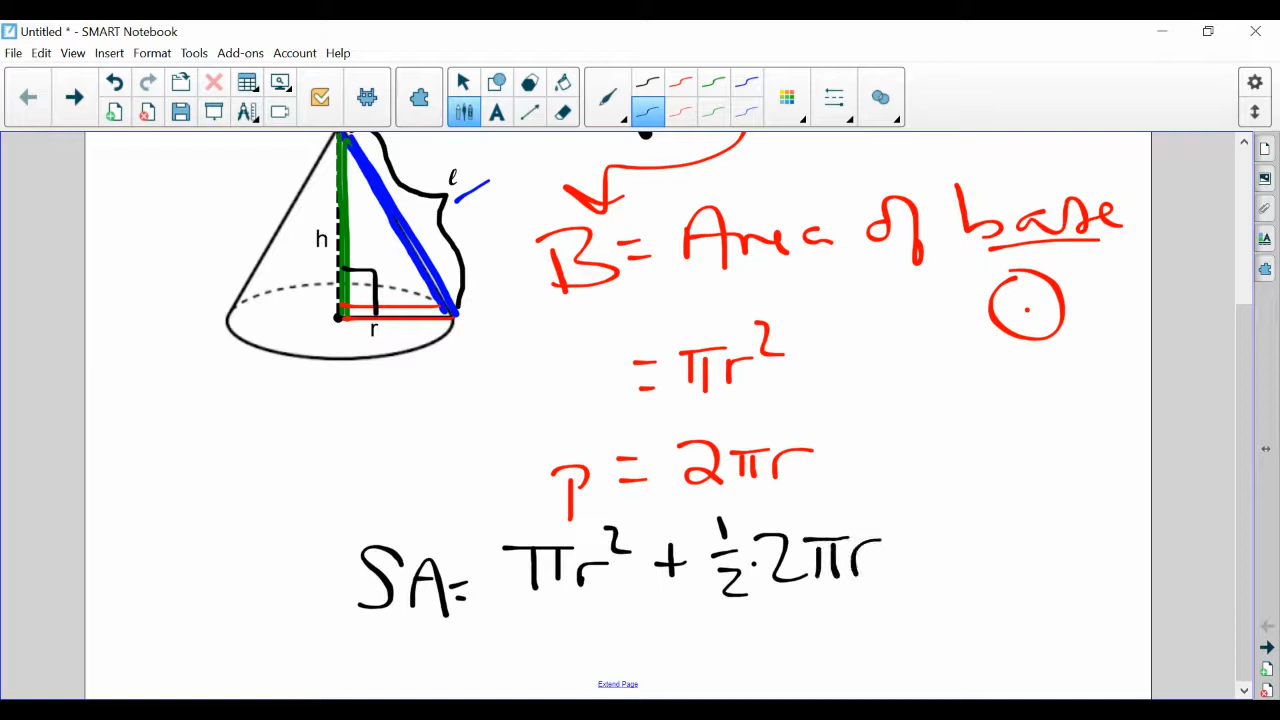 Untitled * - SMART Notebook
File Edit View Insert Format Tools Add-ons Account Help
ℓ
h
r
B = Area of base
= πr²
P = 2πr
SA = πr² + 1/2 · 2πr
Extend Page